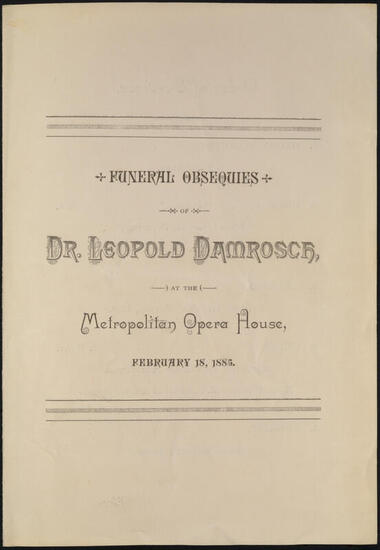 FUNERAL OBSEQUIES
OF
DR. LEOPOLD DAMROSCH,
AT THE
Metropolitan Opera House,
FEBRUARY 18, 1885.